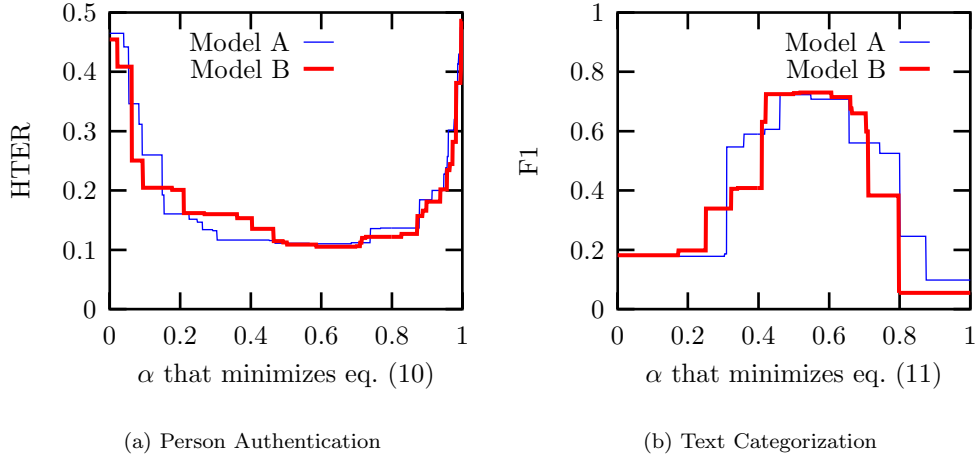 0.5
0.4
0.3
0.2
0.1
0
HTER
Model A
Model B
0 0.2 0.4 0.6 0.8 1
α that minimizes eq. (10)
(a) Person Authentication
1
0.8
0.6
0.4
0.2
0
F1
Model A
Model B
0 0.2 0.4 0.6 0.8 1
α that minimizes eq. (11)
(b) Text Categorization